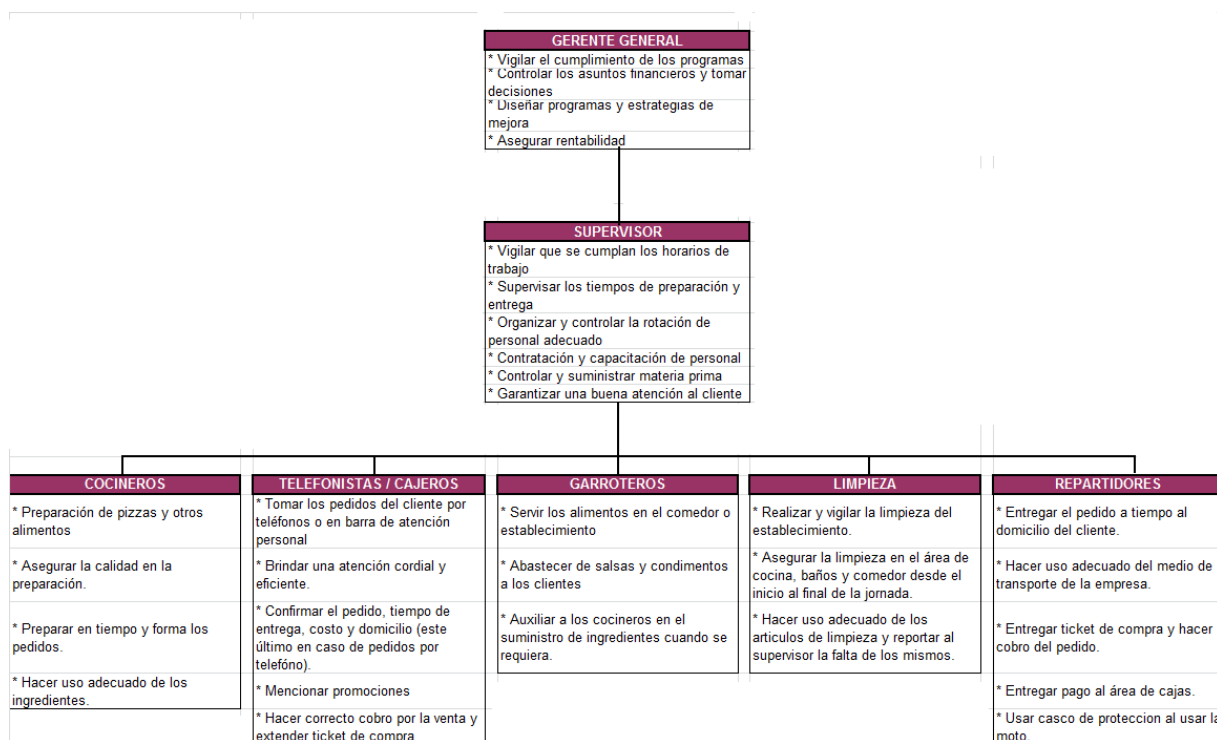 GERENTE GENERAL
* Vigilar el cumplimiento de los programas
* Controlar los asuntos financieros y tomar
decisiones
* Diseñar programas y estrategias de
mejora
* Asegurar rentabilidad
SUPERVISOR
* Vigilar que se cumplan los horarios de
trabajo
* Supervisar los tiempos de preparación y
entrega
* Organizar y controlar la rotación de
personal adecuado
* Contratación y capacitación de personal
* Controlar y suministrar materia prima
* Garantizar una buena atención al cliente
COCINEROS
* Preparación de pizzas y otros
alimentos
* Asegurar la calidad en la
preparación.
* Preparar en tiempo y forma los
pedidos.
* Hacer uso adecuado de los
ingredientes.
TELEFONISTAS / CAJEROS
* Tomar los pedidos del cliente por
teléfonos o en barra de atención
personal
* Brindar una atención cordial y
eficiente.
* Confirmar el pedido, tiempo de
entrega, costo y domicilio (este
último en caso de pedidos por
telefóno).
* Mencionar promociones
* Hacer correcto cobro por la venta y
extender ticket de compra
GARROTEROS
* Servir los alimentos en el comedor o
establecimiento
* Abastecer de salsas y condimentos
a los clientes
* Auxiliar a los cocineros en el
suministro de ingredientes cuando se
requiera.
LIMPIEZA
* Realizar y vigilar la limpieza del
establecimiento.
* Asegurar la limpieza en el área de
cocina, baños y comedor desde el
inicio al final de la jornada.
* Hacer uso adecuado de los
articulos de limpieza y reportar al
supervisor la falta de los mismos.
REPARTIDORES
* Entregar el pedido a tiempo al
domicilio del cliente.
* Hacer uso adecuado del medio de
transporte de la empresa.
* Entregar ticket de compra y hacer
cobro del pedido.
* Entregar pago al área de cajas.
* Usar casco de proteccion al usar la
moto.